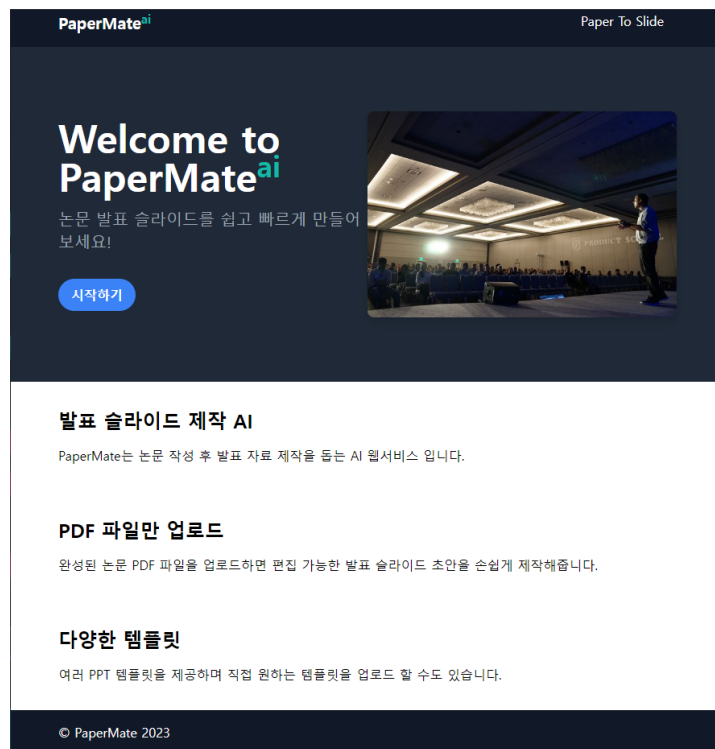 PaperMate^ai
Paper To Slide
Welcome to
PaperMate^ai
논문 발표 슬라이드를 쉽고 빠르게 만들어
보세요!
시작하기
PRODUCT
발표 슬라이드 제작 AI
PaperMate는 논문 작성 후 발표 자료 제작을 돕는 AI 웹서비스 입니다.
PDF 파일만 업로드
완성된 논문 PDF 파일을 업로드하면 편집 가능한 발표 슬라이드 초안을 손쉽게 제작해줍니다.
다양한 템플릿
여러 PPT 템플릿을 제공하며 직접 원하는 템플릿을 업로드 할 수도 있습니다.
© PaperMate 2023